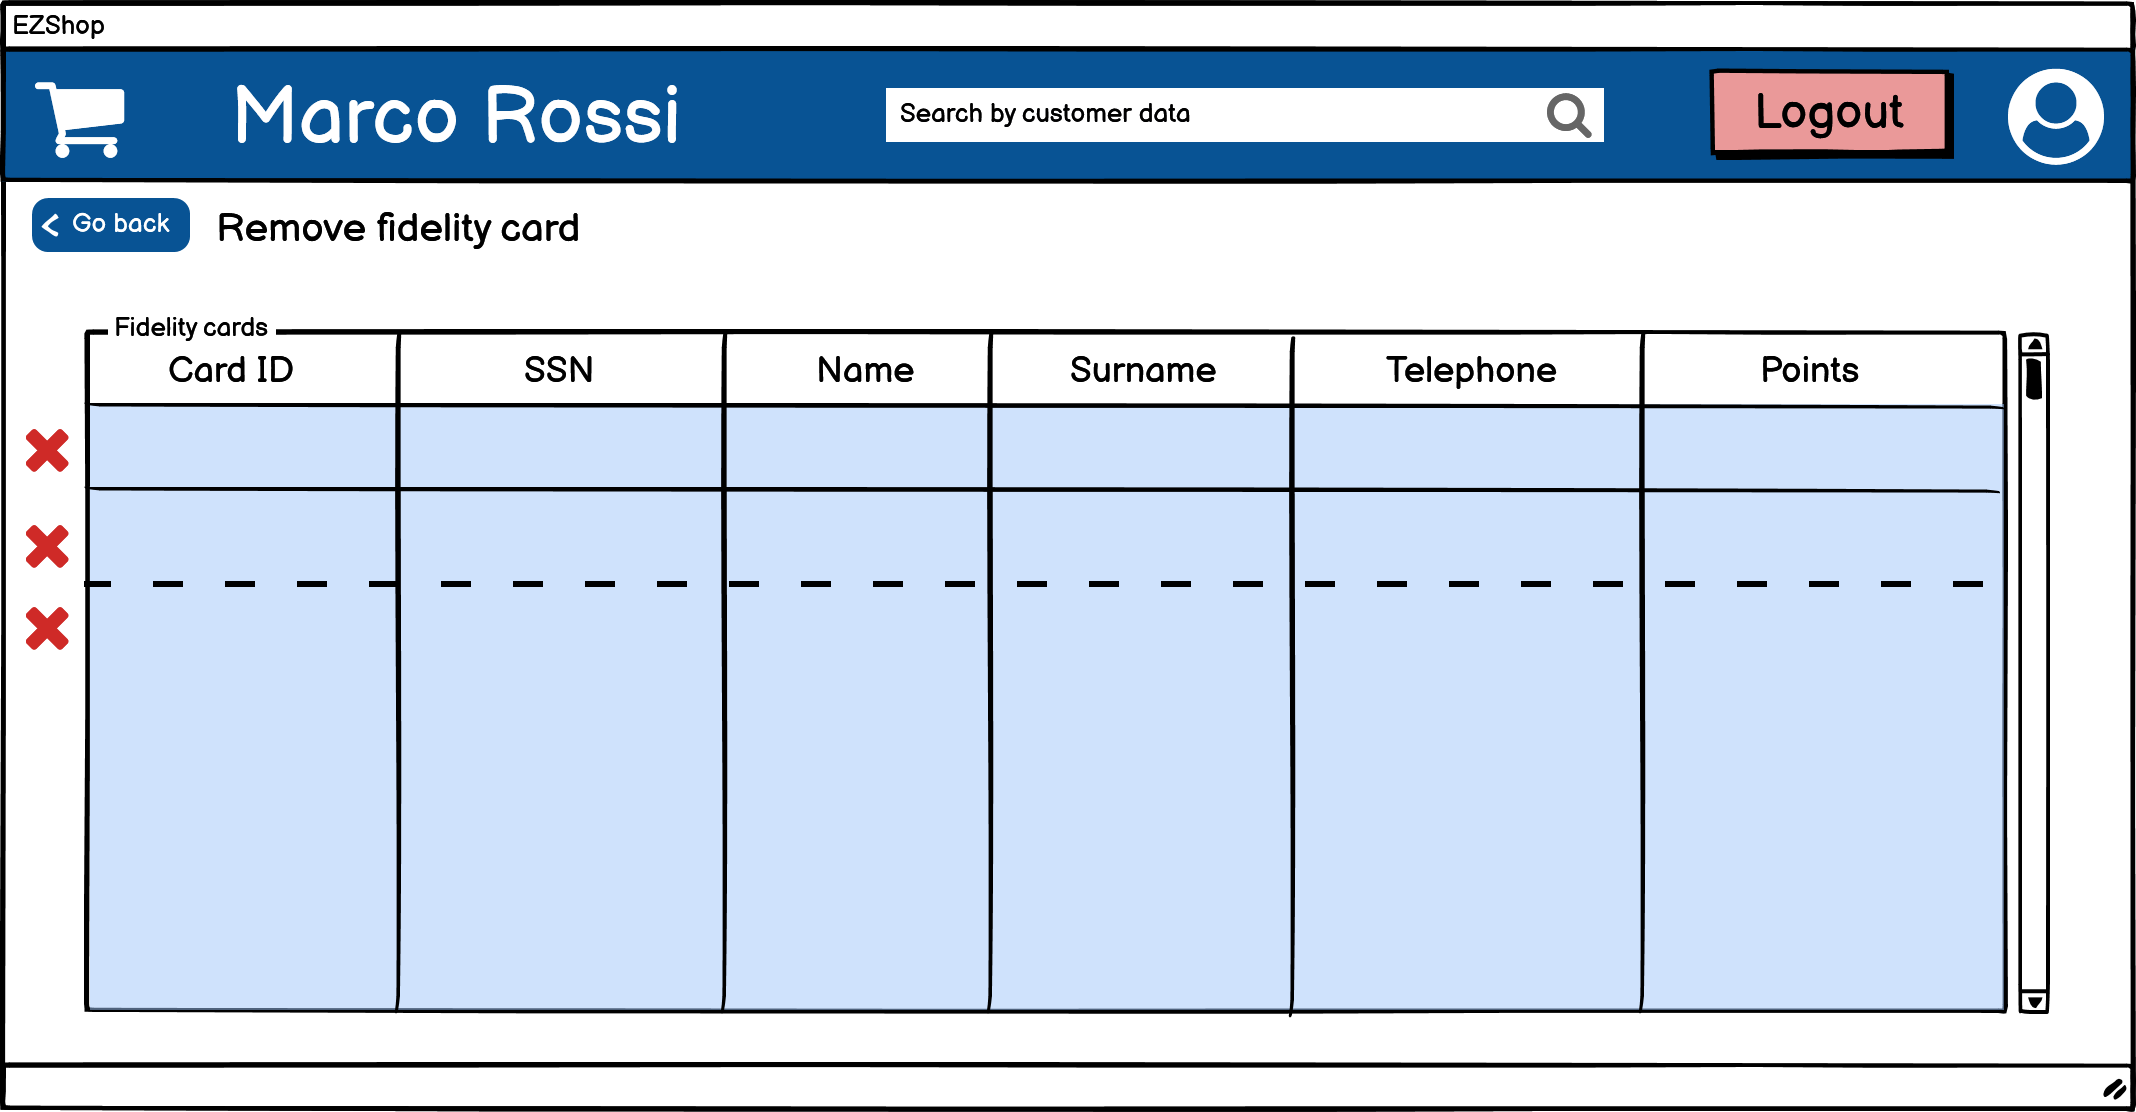 EZShop
Marco Rossi
Search by customer data
Logout
Go back
Remove fidelity card
Fidelity cards
Card ID
SSN
Name
Surname
Telephone
Points